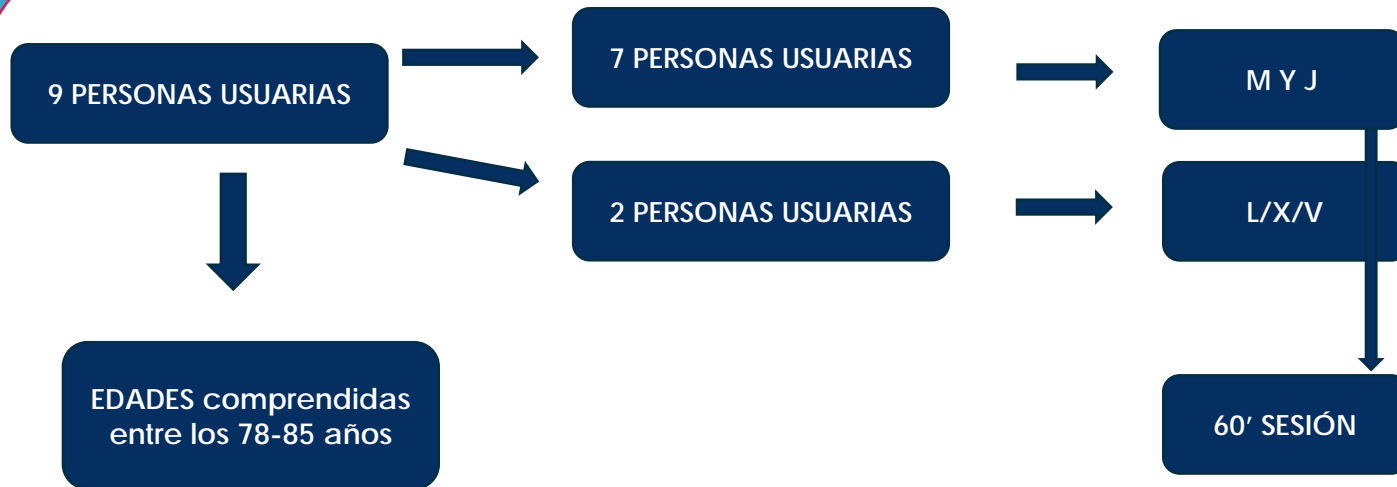 9 PERSONAS USUARIAS
7 PERSONAS USUARIAS
M Y J
2 PERSONAS USUARIAS
L/X/V
EDADES comprendidas
entre los 78-85 años
60’ SESIÓN